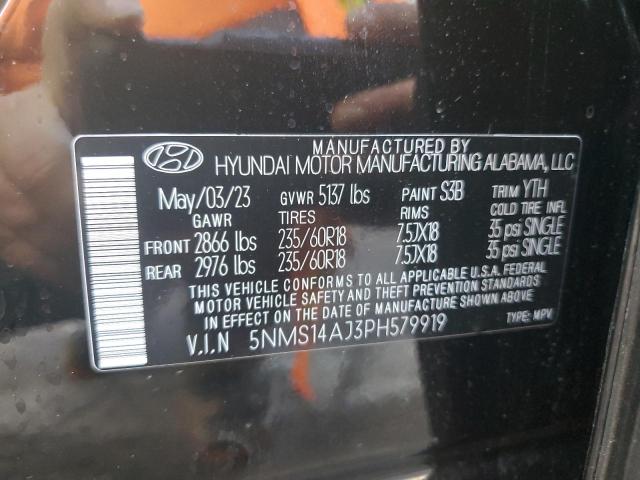 MANUFACTURED BY
HYUNDAI MOTOR MANUFACTURING ALABAMA, LLC
May/03/23 GVWR 5137 lbs PAINT S3B TRIM YTH
GAWR TIRES RIMS COLD TIRE INFL
FRONT 2866 lbs 235/60R18 7.5JX18 35 psi SINGLE
REAR 2976 lbs 235/60R18 7.5JX18 35 psi SINGLE
THIS VEHICLE CONFORMS TO ALL APPLICABLE U.S.A. FEDERAL
MOTOR VEHICLE SAFETY AND THEFT PREVENTION STANDARDS
IN EFFECT ON THE DATE OF MANUFACTURE SHOWN ABOVE
V.I.N 5NMS14AJ3PH579919 TYPE: MPV